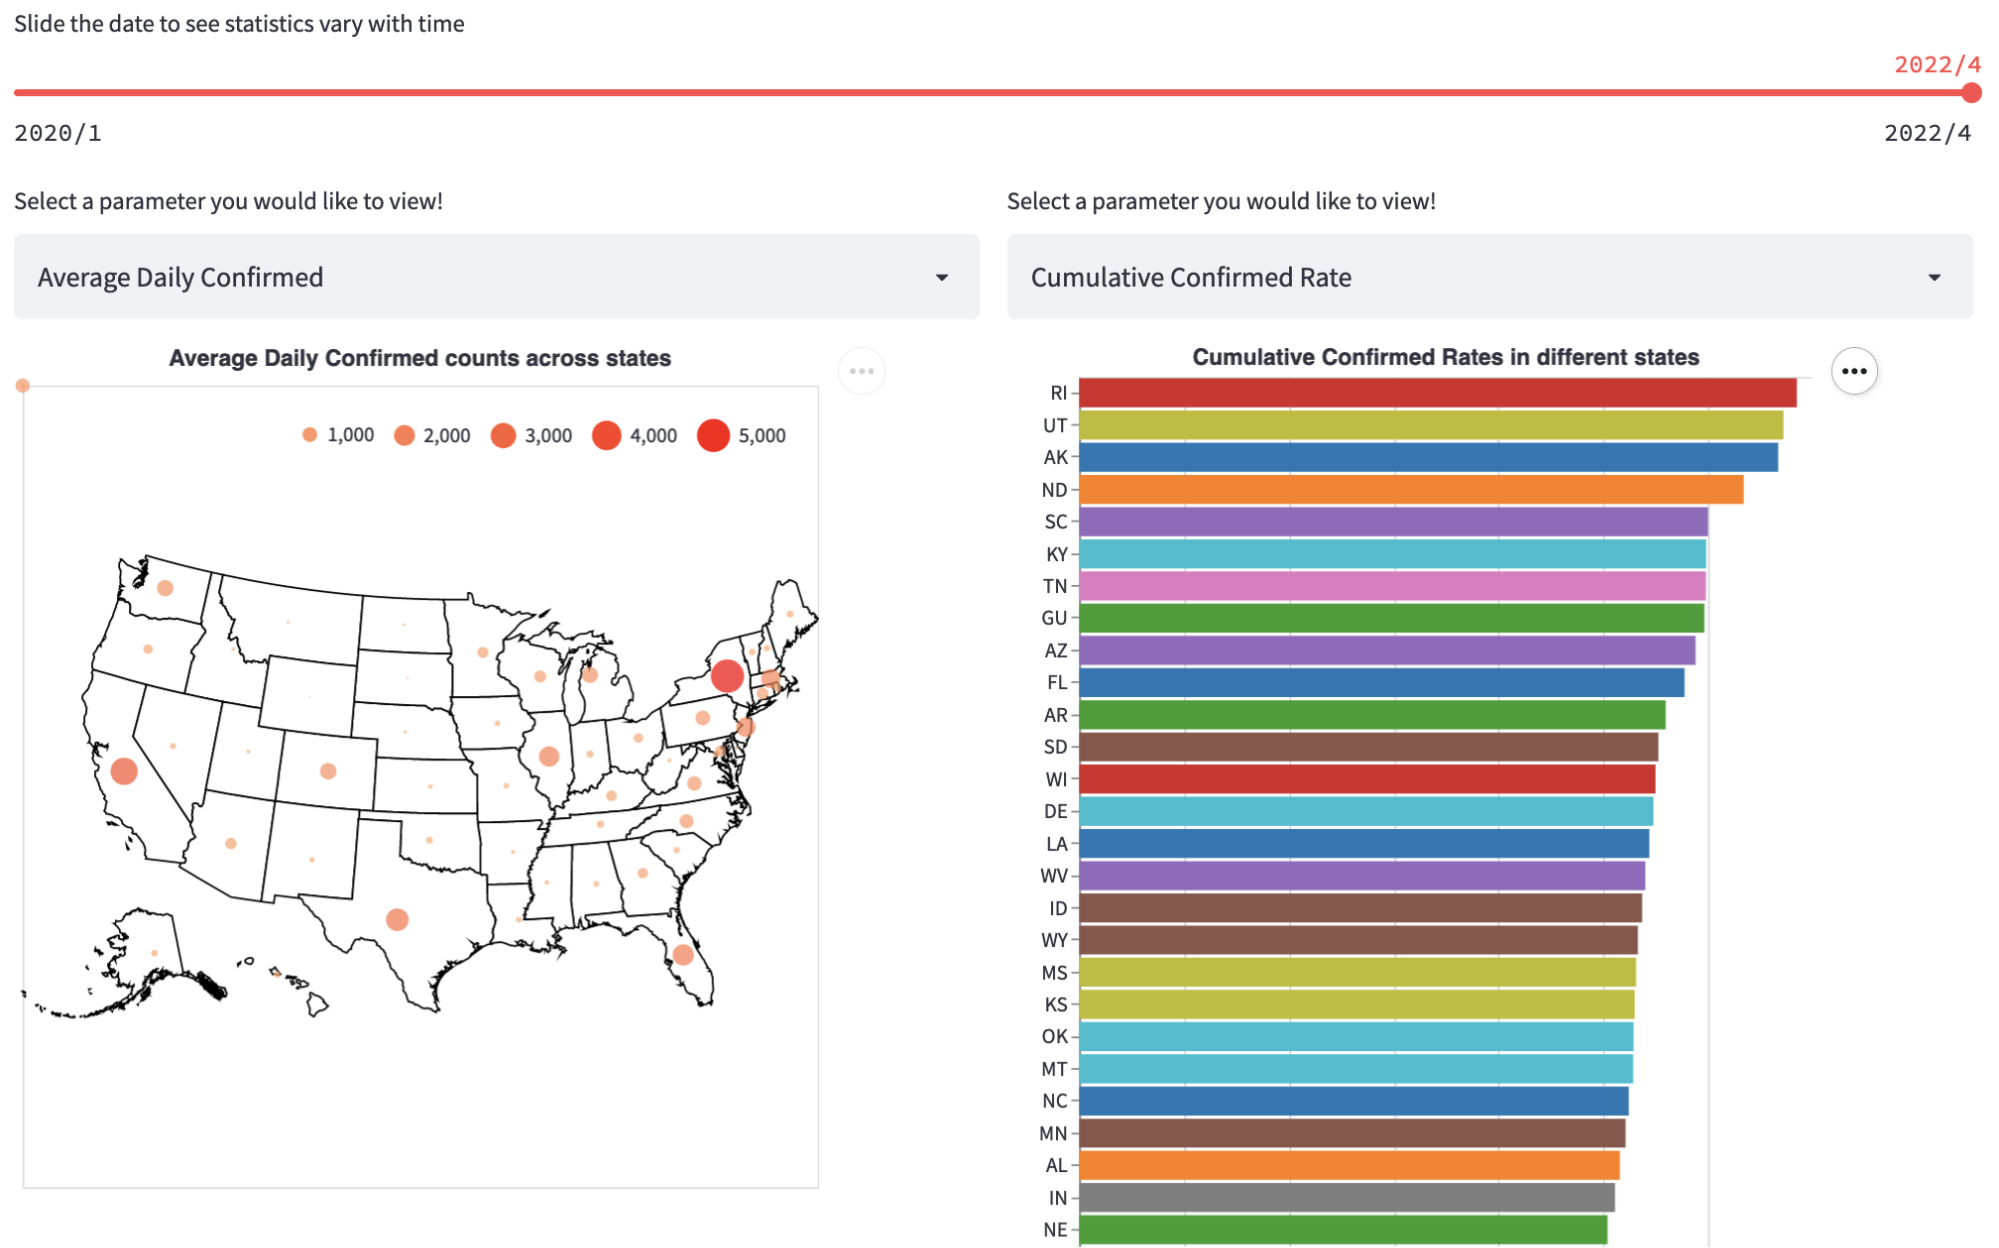 Slide the date to see statistics vary with time
2022/4
2020/1
2022/4
Select a parameter you would like to view!
Average Daily Confirmed
Average Daily Confirmed counts across states
1,000
2,000
3,000
4,000
5,000
Select a parameter you would like to view!
Cumulative Confirmed Rate
Cumulative Confirmed Rates in different states
RI
UT
AK
ND
SC
KY
TN
GU
AZ
FL
AR
SD
WI
DE
LA
WV
ID
WY
MS
KS
OK
MT
NC
MN
AL
IN
NE